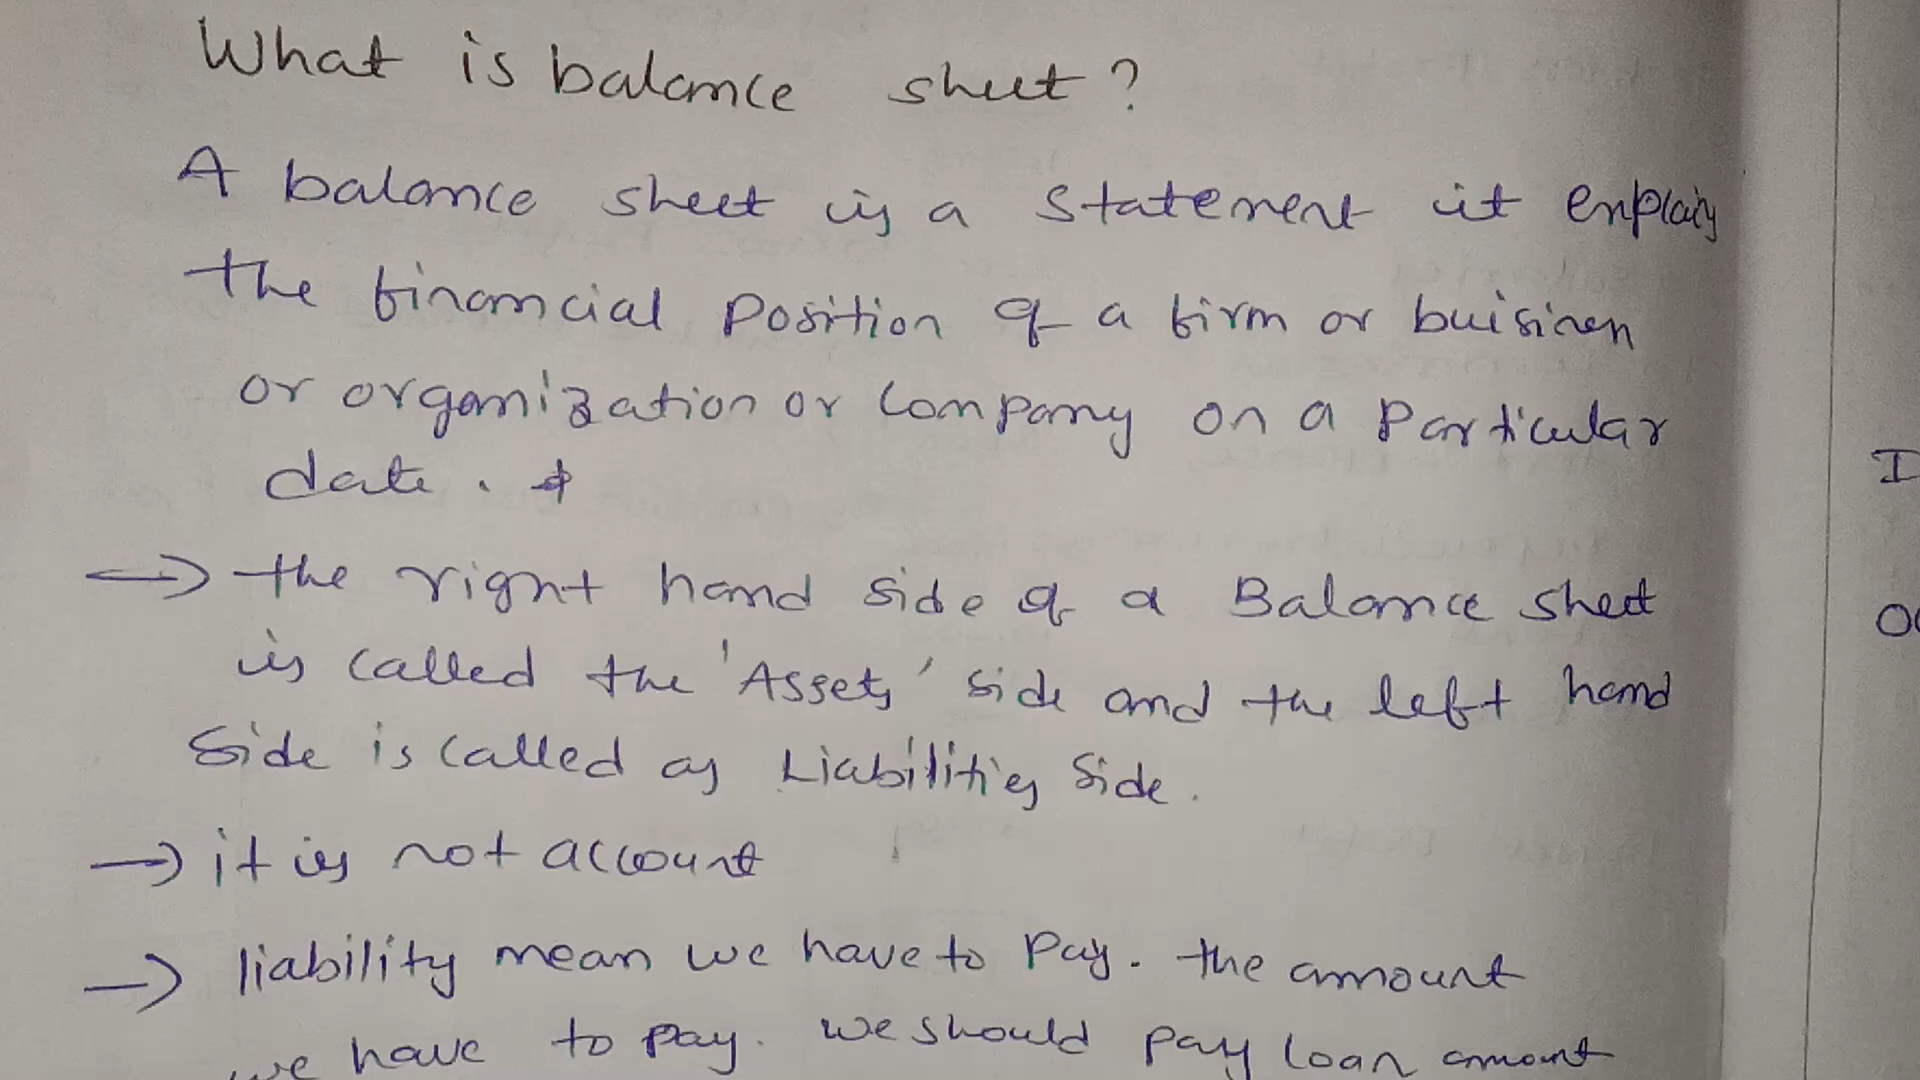 What is balance sheet?
A balance sheet is a statement it explains
the financial position of a firm or buisiness
or organization or company on a particular
date.
→ the right hand side of a Balance sheet
is called the 'Assets' side and the left hand
side is called as Liabilities side.
→ it is not account
→ liability mean we have to pay. the amount
we have to pay. we should pay loan amount
I